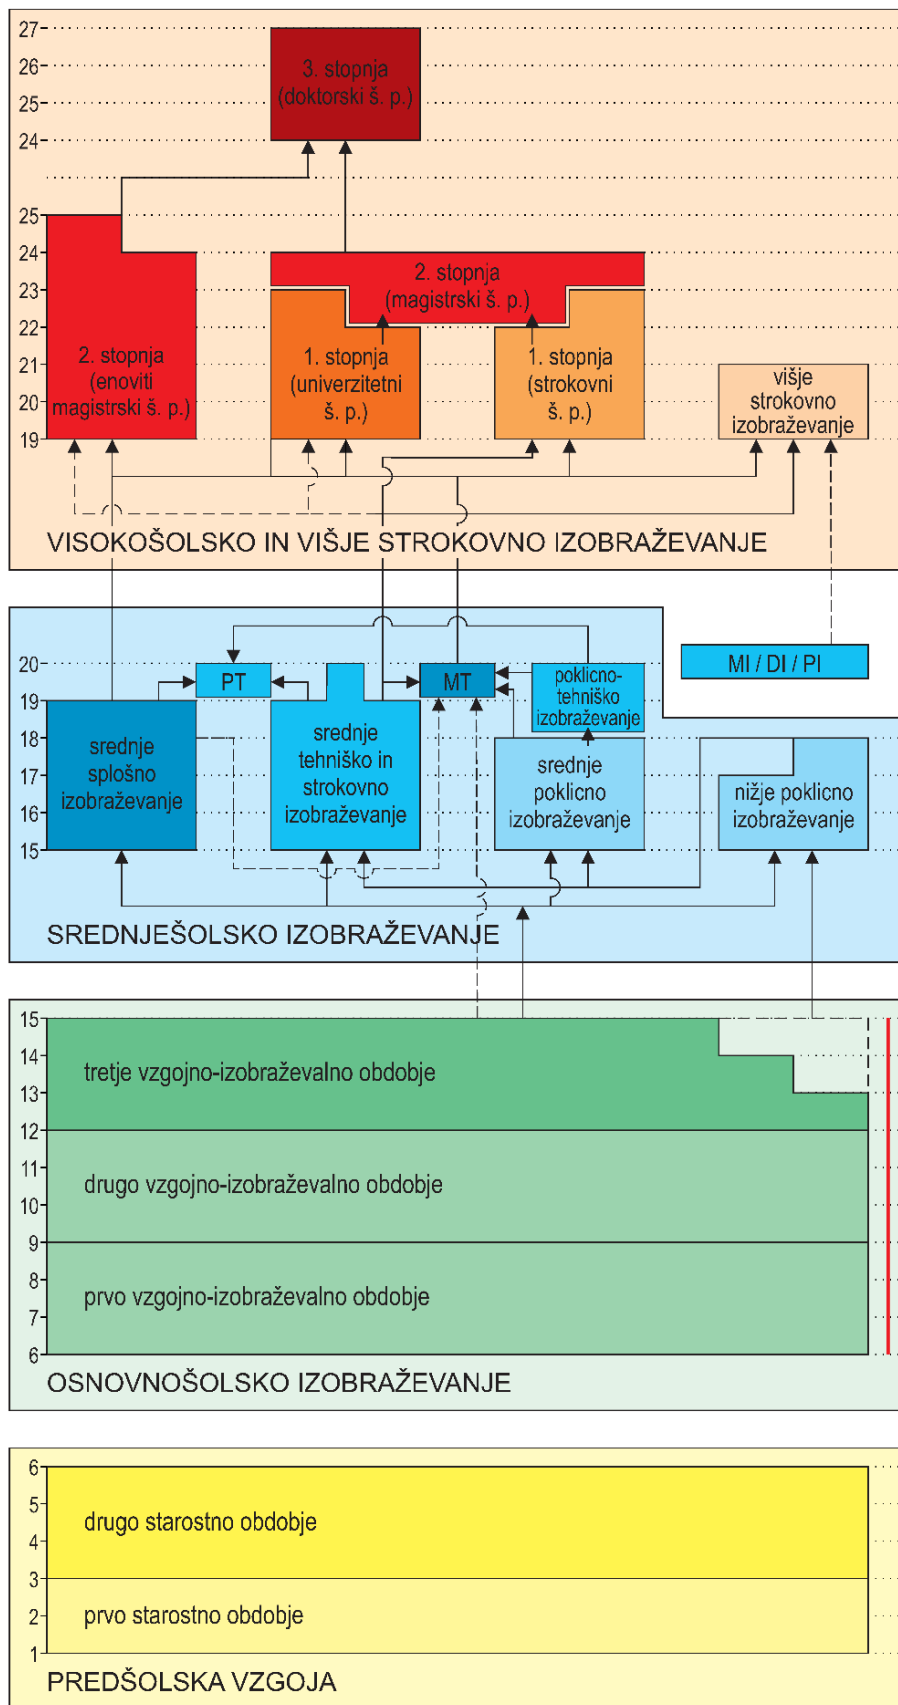 27
26
25
24
3. stopnja
(doktorski š. p.)
25
24
23
22
21
20
19
2. stopnja
(magistrski š. p.)
2. stopnja
(enoviti
magistrski š. p.)
1. stopnja
(univerzitetni
š. p.)
1. stopnja
(strokovni
š. p.)
višje
strokovno
izobraževanje
VISOKOŠOLSKO IN VIŠJE STROKOVNO IZOBRAŽEVANJE
MI / DI / PI
20
19
18
17
16
15
PT
MT
poklicno-
tehniško
izobraževanje
srednje
splošno
izobraževanje
srednje
tehniško in
strokovno
izobraževanje
srednje
poklicno
izobraževanje
nižje poklicno
izobraževanje
SREDNJEŠOLSKO IZOBRAŽEVANJE
15
14
13
12
11
10
9
8
7
6
tretje vzgojno-izobraževalno obdobje
drugo vzgojno-izobraževalno obdobje
prvo vzgojno-izobraževalno obdobje
OSNOVNOŠOLSKO IZOBRAŽEVANJE
6
5
4
3
2
1
drugo starostno obdobje
prvo starostno obdobje
PREDŠOLSKA VZGOJA